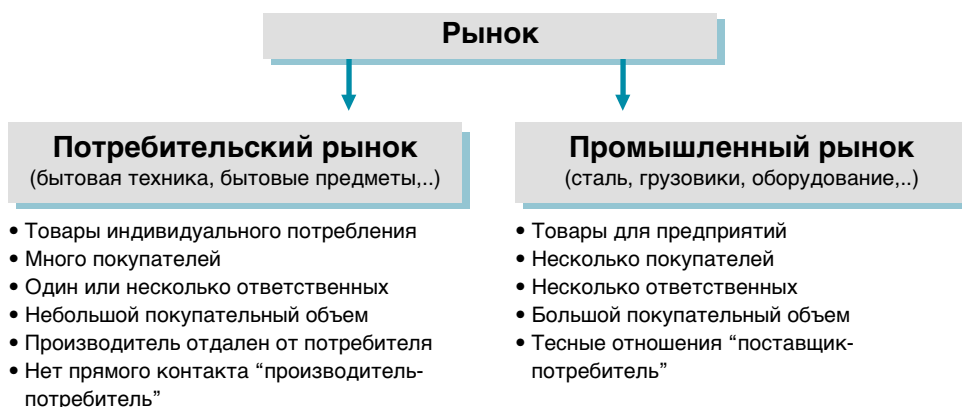 Рынок
Потребительский рынок
(бытовая техника, бытовые предметы,..)
• Товары индивидуального потребления
• Много покупателей
• Один или несколько ответственных
• Небольшой покупательный объем
• Производитель отдален от потребителя
• Нет прямого контакта “производитель-
потребитель”
Промышленный рынок
(сталь, грузовики, оборудование,..)
• Товары для предприятий
• Несколько покупателей
• Несколько ответственных
• Большой покупательный объем
• Тесные отношения “поставщик-
потребитель”